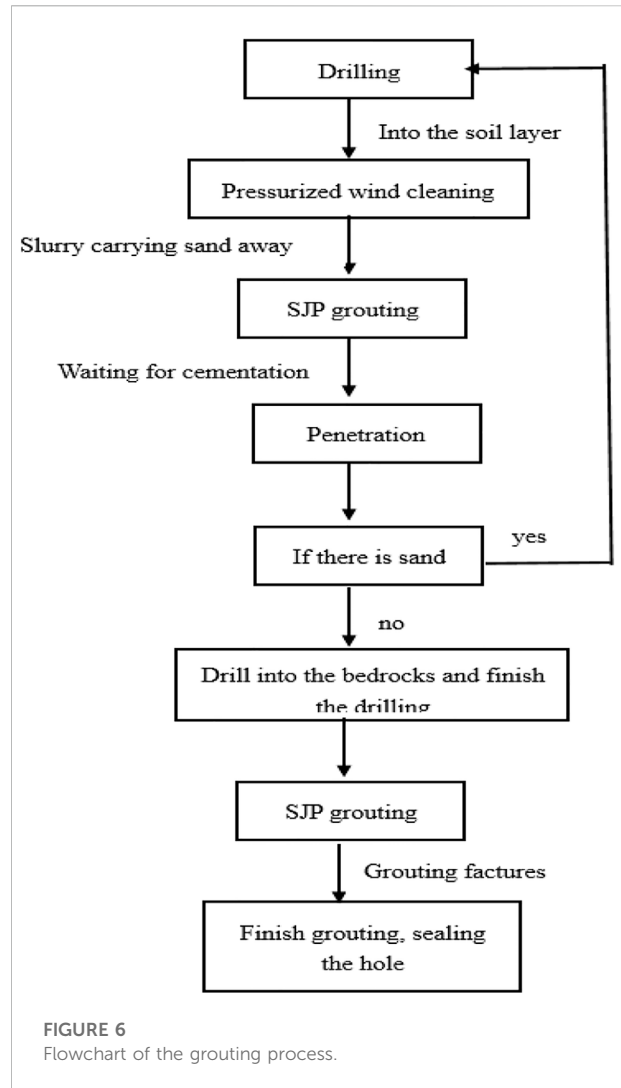 Drilling
Into the soil layer
Pressurized wind cleaning
Slurry carrying sand away
SJP grouting
Waiting for cementation
Penetration
If there is sand
yes
no
Drill into the bedrocks and finish
the drilling
SJP grouting
Grouting factures
Finish grouting, sealing
the hole
FIGURE 6
Flowchart of the grouting process.